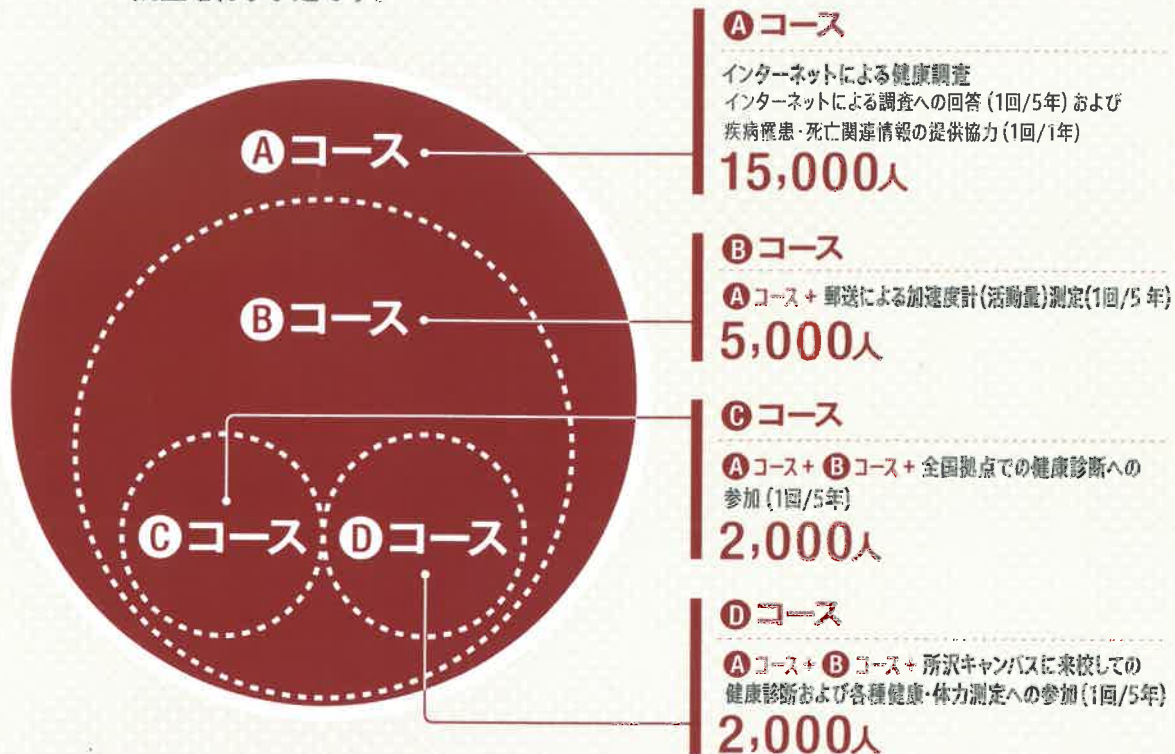 Aコース
Bコース
Cコース
Dコース
Aコース
インターネットによる健康調査
インターネットによる調査への回答(1回/5年)および
疾病罹患・死亡関連情報の提供協力(1回/1年)
15,000人
Bコース
Aコース+郵送による加速度計(活動量)測定(1回/5年)
5,000人
Cコース
Aコース+Bコース+全国拠点での健康診断への
参加(1回/5年)
2,000人
Dコース
Aコース+Bコース+所沢キャンパスに来校しての
健康診断および各種健康・体力測定への参加(1回/5年)
2,000人